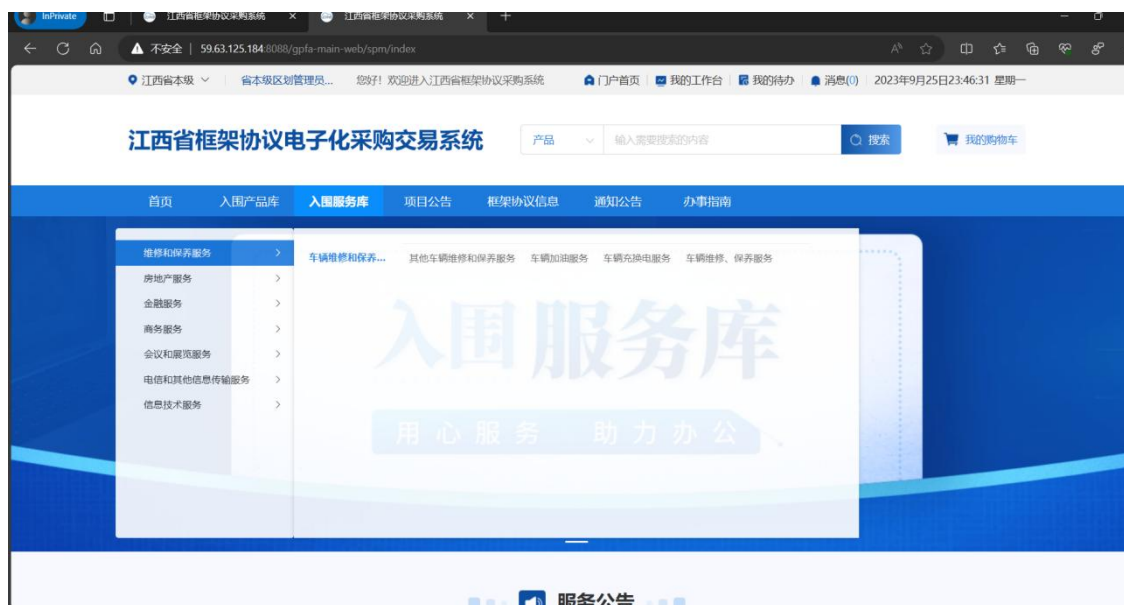 InPrivate 江西省框架协议采购系统 江西省框架协议采购系统
不安全 | 59.63.125.184:8088/gpfa-main-web/spm/index
江西省本级 省本级区划管理员... 您好! 欢迎进入江西省框架协议采购系统 门户首页 我的工作台 我的待办 消息(0) 2023年9月25日23:46:31 星期一
江西省框架协议电子化采购交易系统 产品 输入需要搜索的内容 搜索 我的购物车
首页 入围产品库 入围服务库 项目公告 框架协议信息 通知公告 办事指南
维修和保养服务 车辆维修和保养... 其他车辆维修和保养服务 车辆加油服务 车辆充换电服务 车辆维修、保养服务
房地产服务
金融服务
商务服务
会议和展览服务
电信和其他信息传输服务
信息技术服务
入围服务库
用心服务 助力办公
服务公告